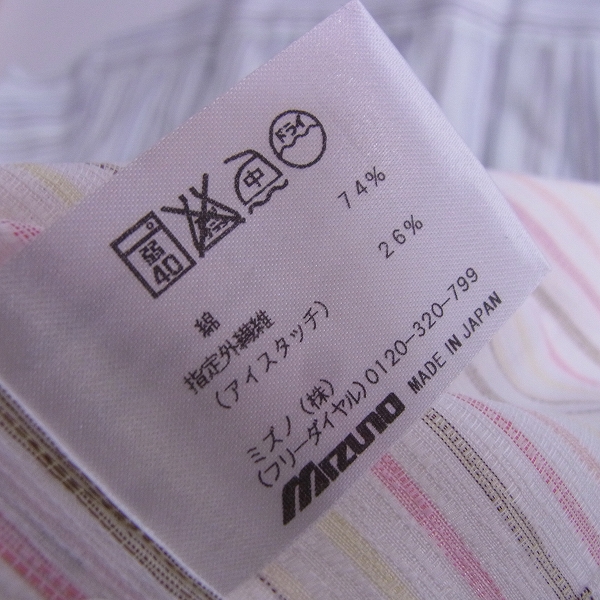 弱
40
中
ドライ
綿 74%
指定外繊維 26%
(アイスタッチ)
ミズノ(株)
(フリーダイヤル)0120-320-799
MIZUNO MADE IN JAPAN